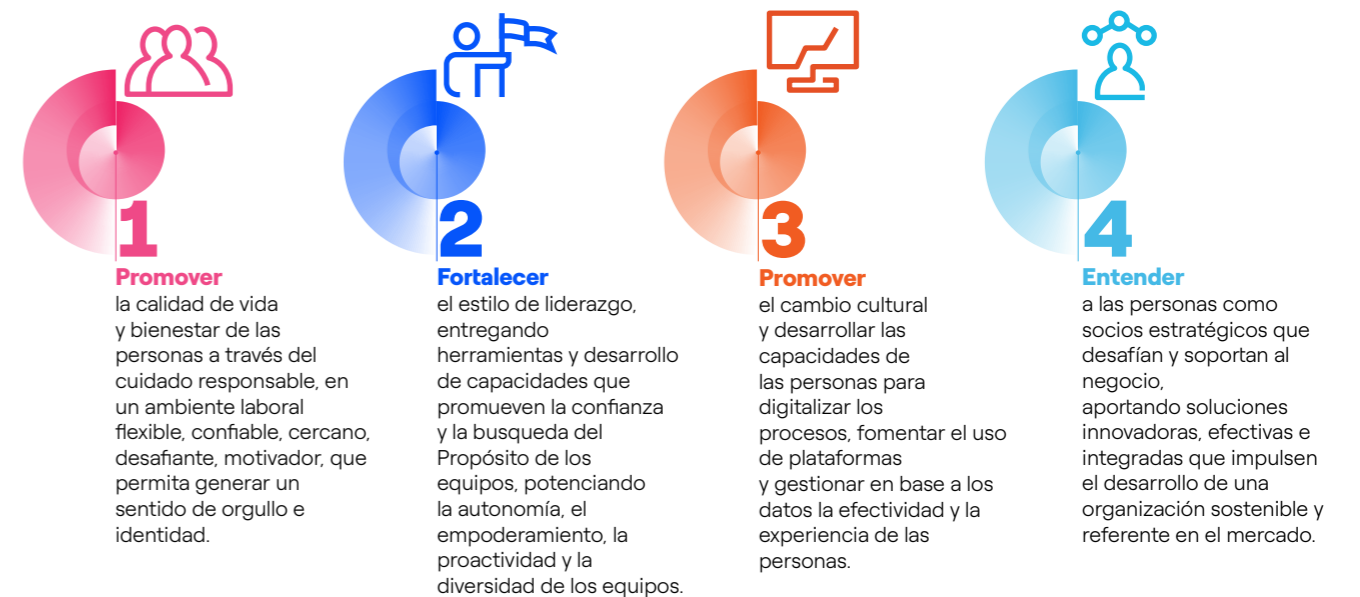 1
Promover
la calidad de vida
y bienestar de las
personas a través del
cuidado responsable, en
un ambiente laboral
flexible, confiable, cercano,
desafiante, motivador, que
permita generar un
sentido de orgullo e
identidad.
2
Fortalecer
el estilo de liderazgo,
entregando
herramientas y desarrollo
de capacidades que
promueven la confianza
y la busqueda del
Propósito de los
equipos, potenciando
la autonomía, el
empoderamiento, la
proactividad y la
diversidad de los equipos.
3
Promover
el cambio cultural
y desarrollar las
capacidades de
las personas para
digitalizar los
procesos, fomentar el uso
de plataformas
y gestionar en base a los
datos la efectividad y la
experiencia de las
personas.
4
Entender
a las personas como
socios estratégicos que
desafían y soportan al
negocio,
aportando soluciones
innovadoras, efectivas e
integradas que impulsen
el desarrollo de una
organización sostenible y
referente en el mercado.